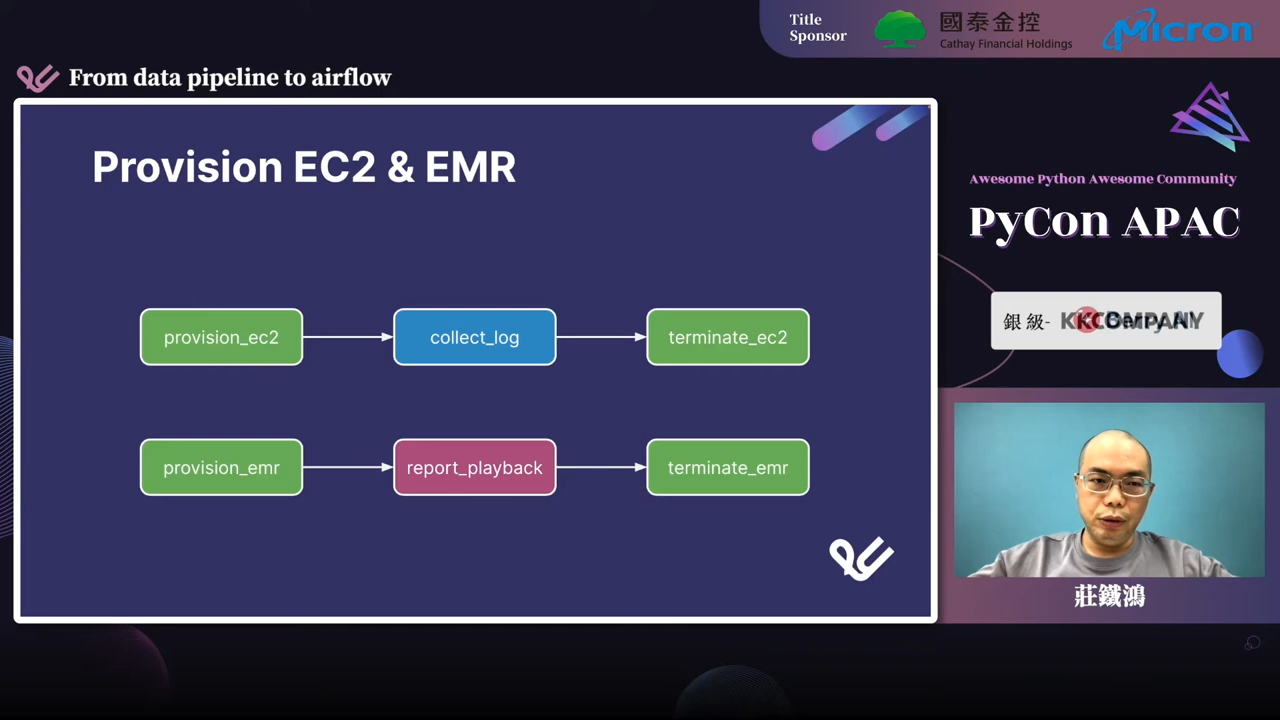 Title
Sponsor
國泰金控
Cathay Financial Holdings
Micron
From data pipeline to airflow
Provision EC2 & EMR
provision_ec2
collect_log
terminate_ec2
provision_emr
report_playback
terminate_emr
Awesome Python Awesome Community
PyCon APAC
銀級-
莊鐵鴻